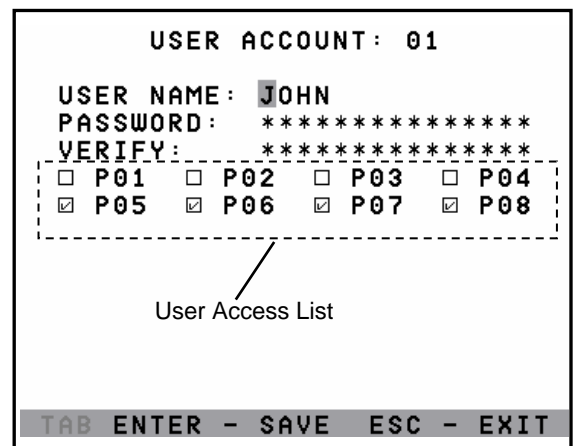 USER ACCOUNT: 01
USER NAME: JOHN
PASSWORD: ***************
VERIFY: ***************
☐ P01 ☐ P02 ☐ P03 ☐ P04
☑ P05 ☑ P06 ☑ P07 ☑ P08
User Access List
TAB ENTER - SAVE ESC - EXIT